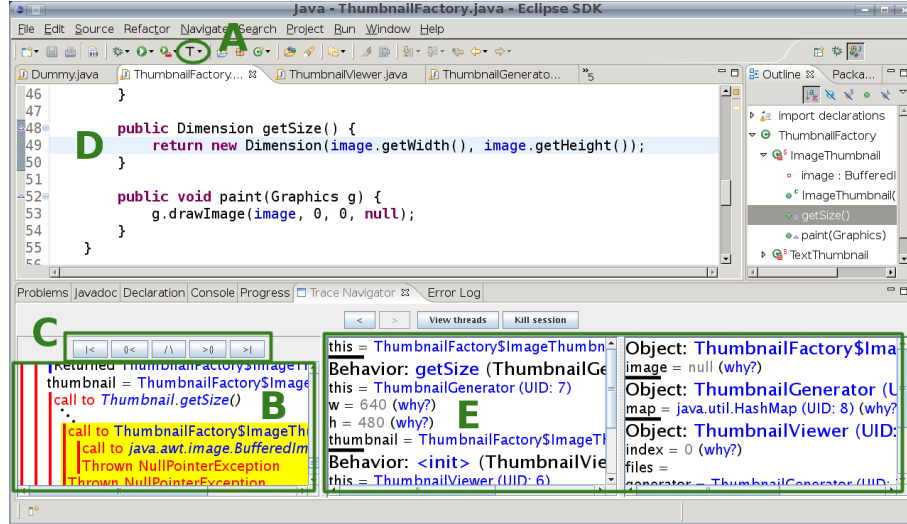 Java - ThumbnailFactory.java - Eclipse SDK
File Edit Source Refactor Navigate Search Project Run Window Help
A
T
Dummy.java ThumbnailFactory.... ThumbnailViewer.java ThumbnailGenerato... »5
Outline Packa...
46 }
47
48 public Dimension getSize() {
49 return new Dimension(image.getWidth(), image.getHeight());
50 }
51
52 public void paint(Graphics g) {
53 g.drawImage(image, 0, 0, null);
54 }
55 }
56
D
import declarations
ThumbnailFactory
ImageThumbnail
image : BufferedI
ImageThumbnail(
getSize()
paint(Graphics)
TextThumbnail
Problems Javadoc Declaration Console Progress Trace Navigator Error Log
< > View threads Kill session
C
|< 0< /\ >0 >|
Returned ThumbnailFactory$ImageTh
thumbnail = ThumbnailFactory$Image
call to Thumbnail.getSize()
call to ThumbnailFactory$ImageThu
call to java.awt.image.BufferedIm
Thrown NullPointerException
Thrown NullPointerException
B
this = ThumbnailFactory$ImageThumbn
Behavior: getSize (ThumbnailGe
this = ThumbnailGenerator (UID: 7)
w = 640 (why?)
h = 480 (why?)
thumbnail = ThumbnailFactory$ImageTh
Behavior: <init> (ThumbnailVie
this = ThumbnailViewer (UID: 6)
E
Object: ThumbnailFactory$Ima
image = null (why?)
Object: ThumbnailGenerator (U
map = java.util.HashMap (UID: 8) (why?
Object: ThumbnailViewer (UID:
index = 0 (why?)
files =
generator = ThumbnailGenerator (UID: